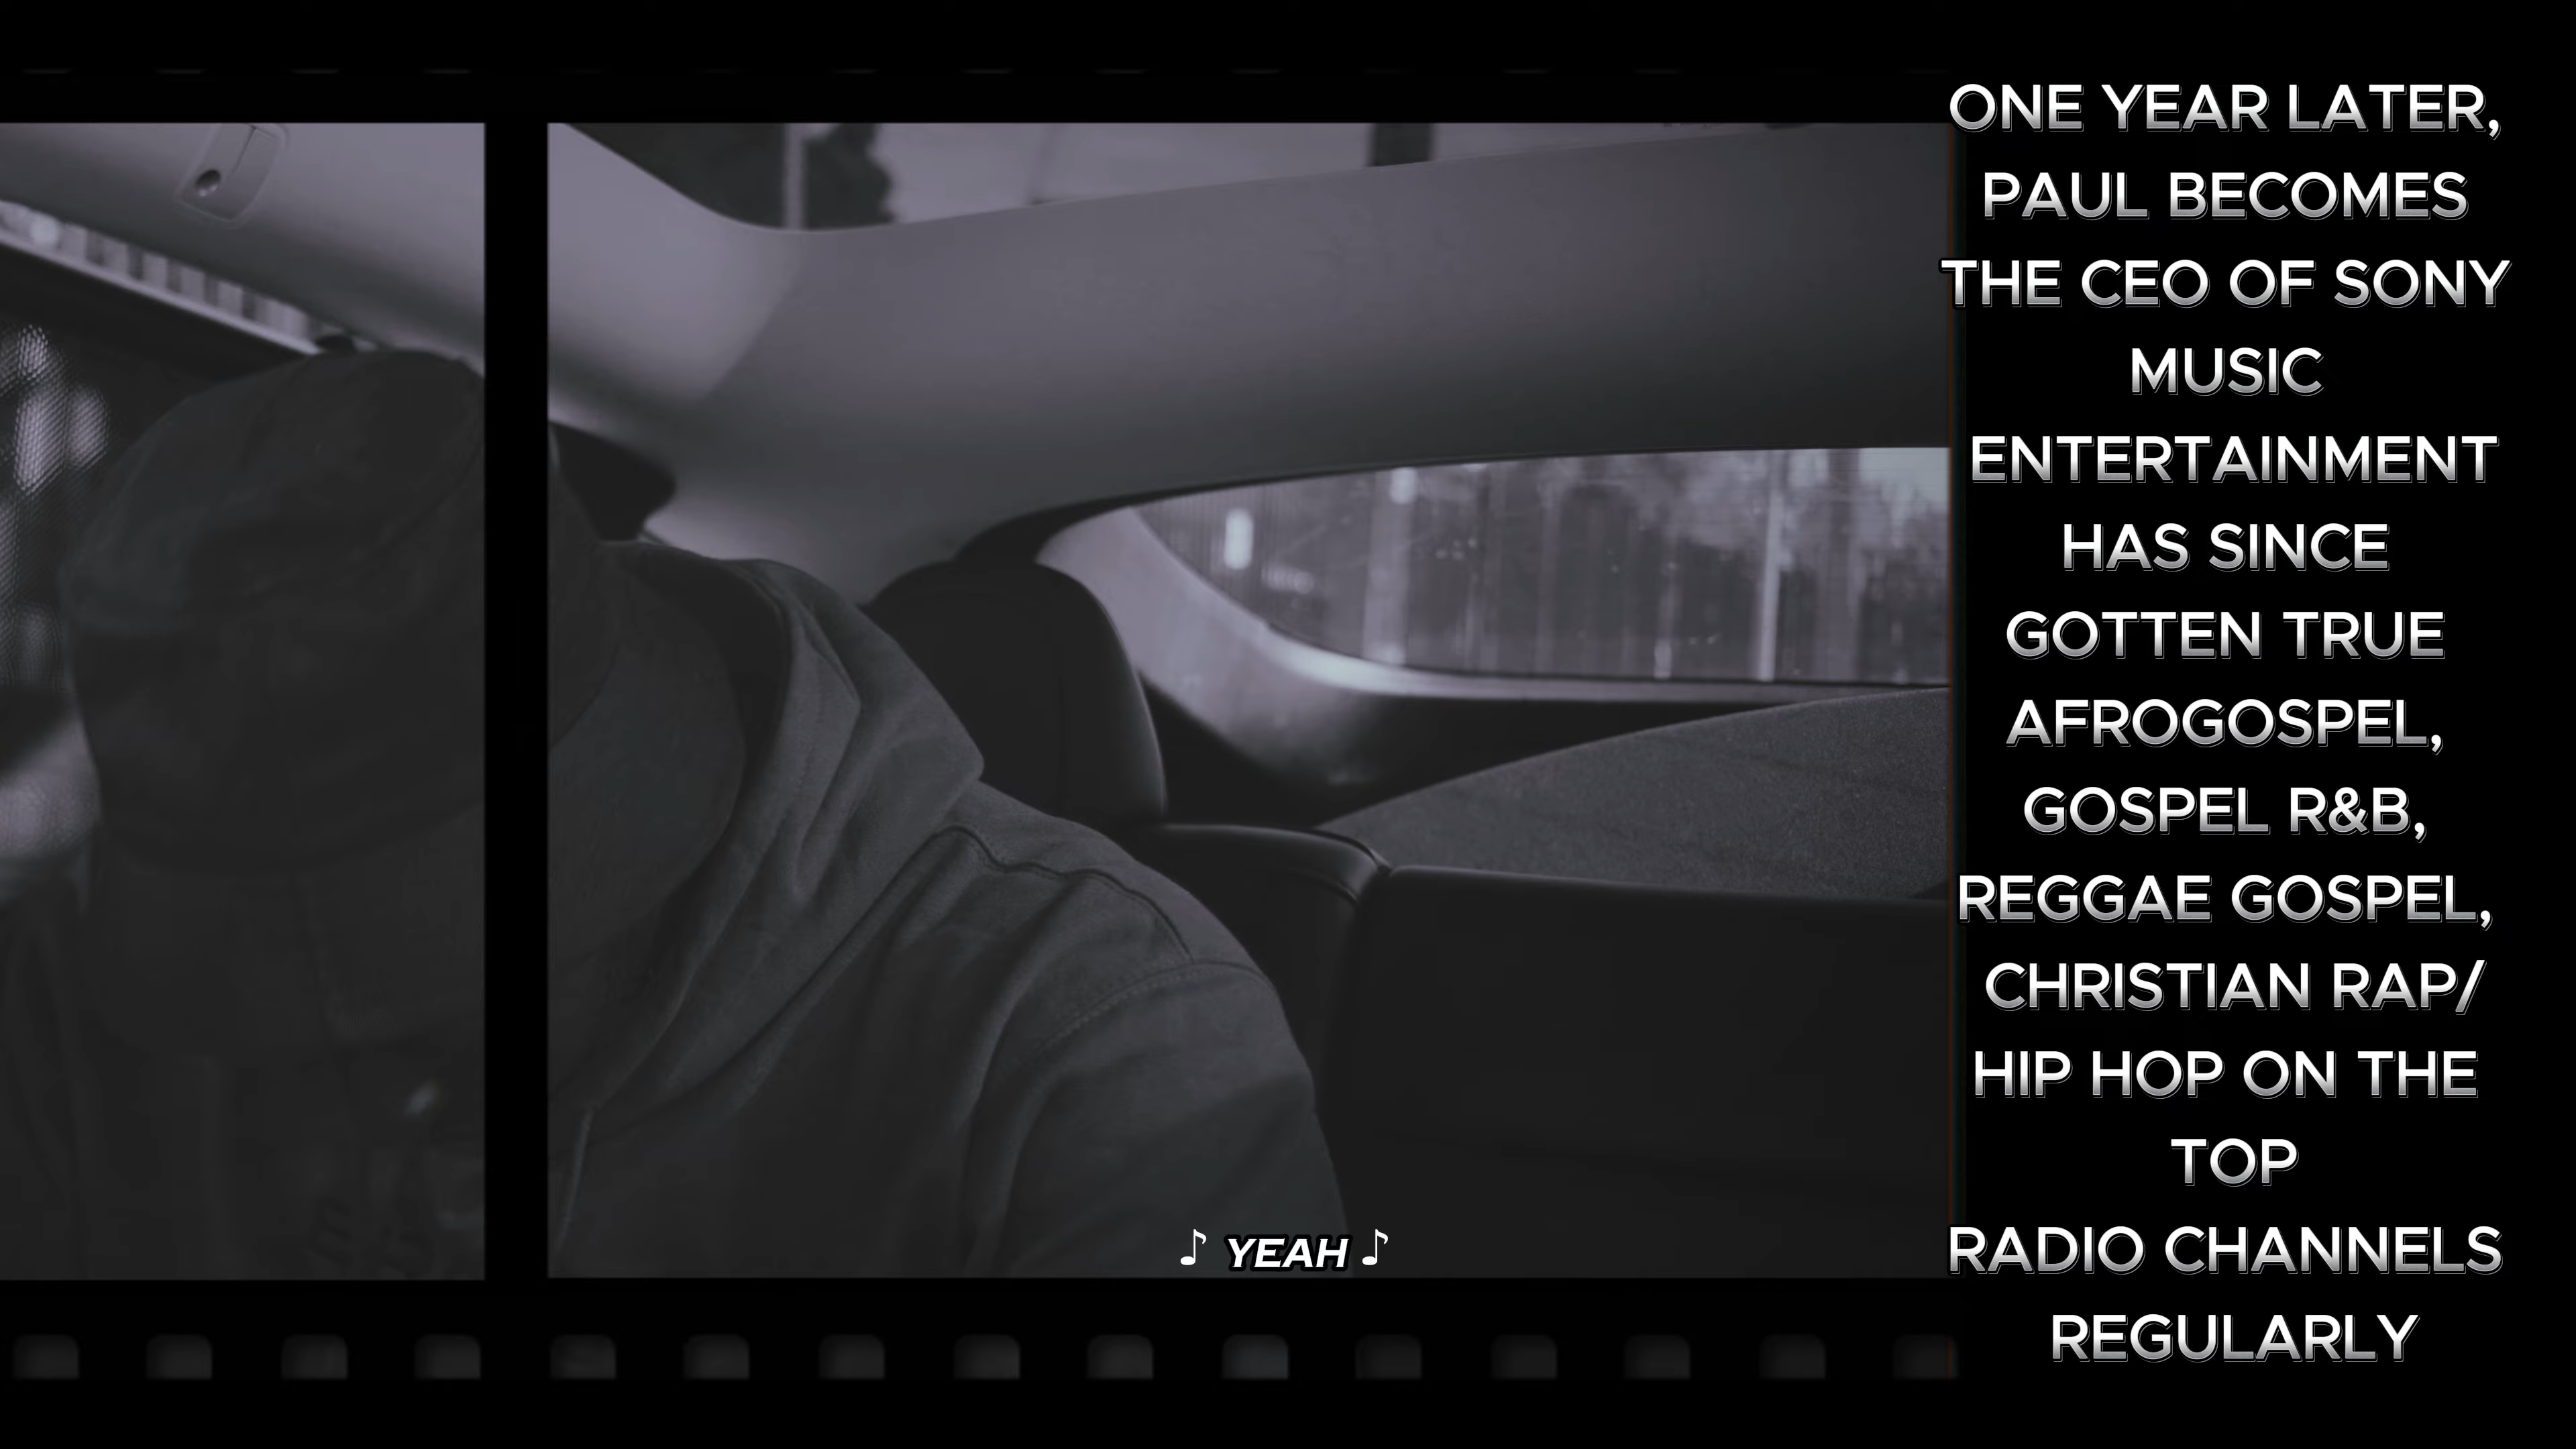 ONE YEAR LATER,
PAUL BECOMES
THE CEO OF SONY
MUSIC
ENTERTAINMENT
HAS SINCE
GOTTEN TRUE
AFROGOSPEL,
GOSPEL R&B,
REGGAE GOSPEL,
CHRISTIAN RAP/
HIP HOP ON THE
TOP
RADIO CHANNELS
REGULARLY
♪ YEAH ♪